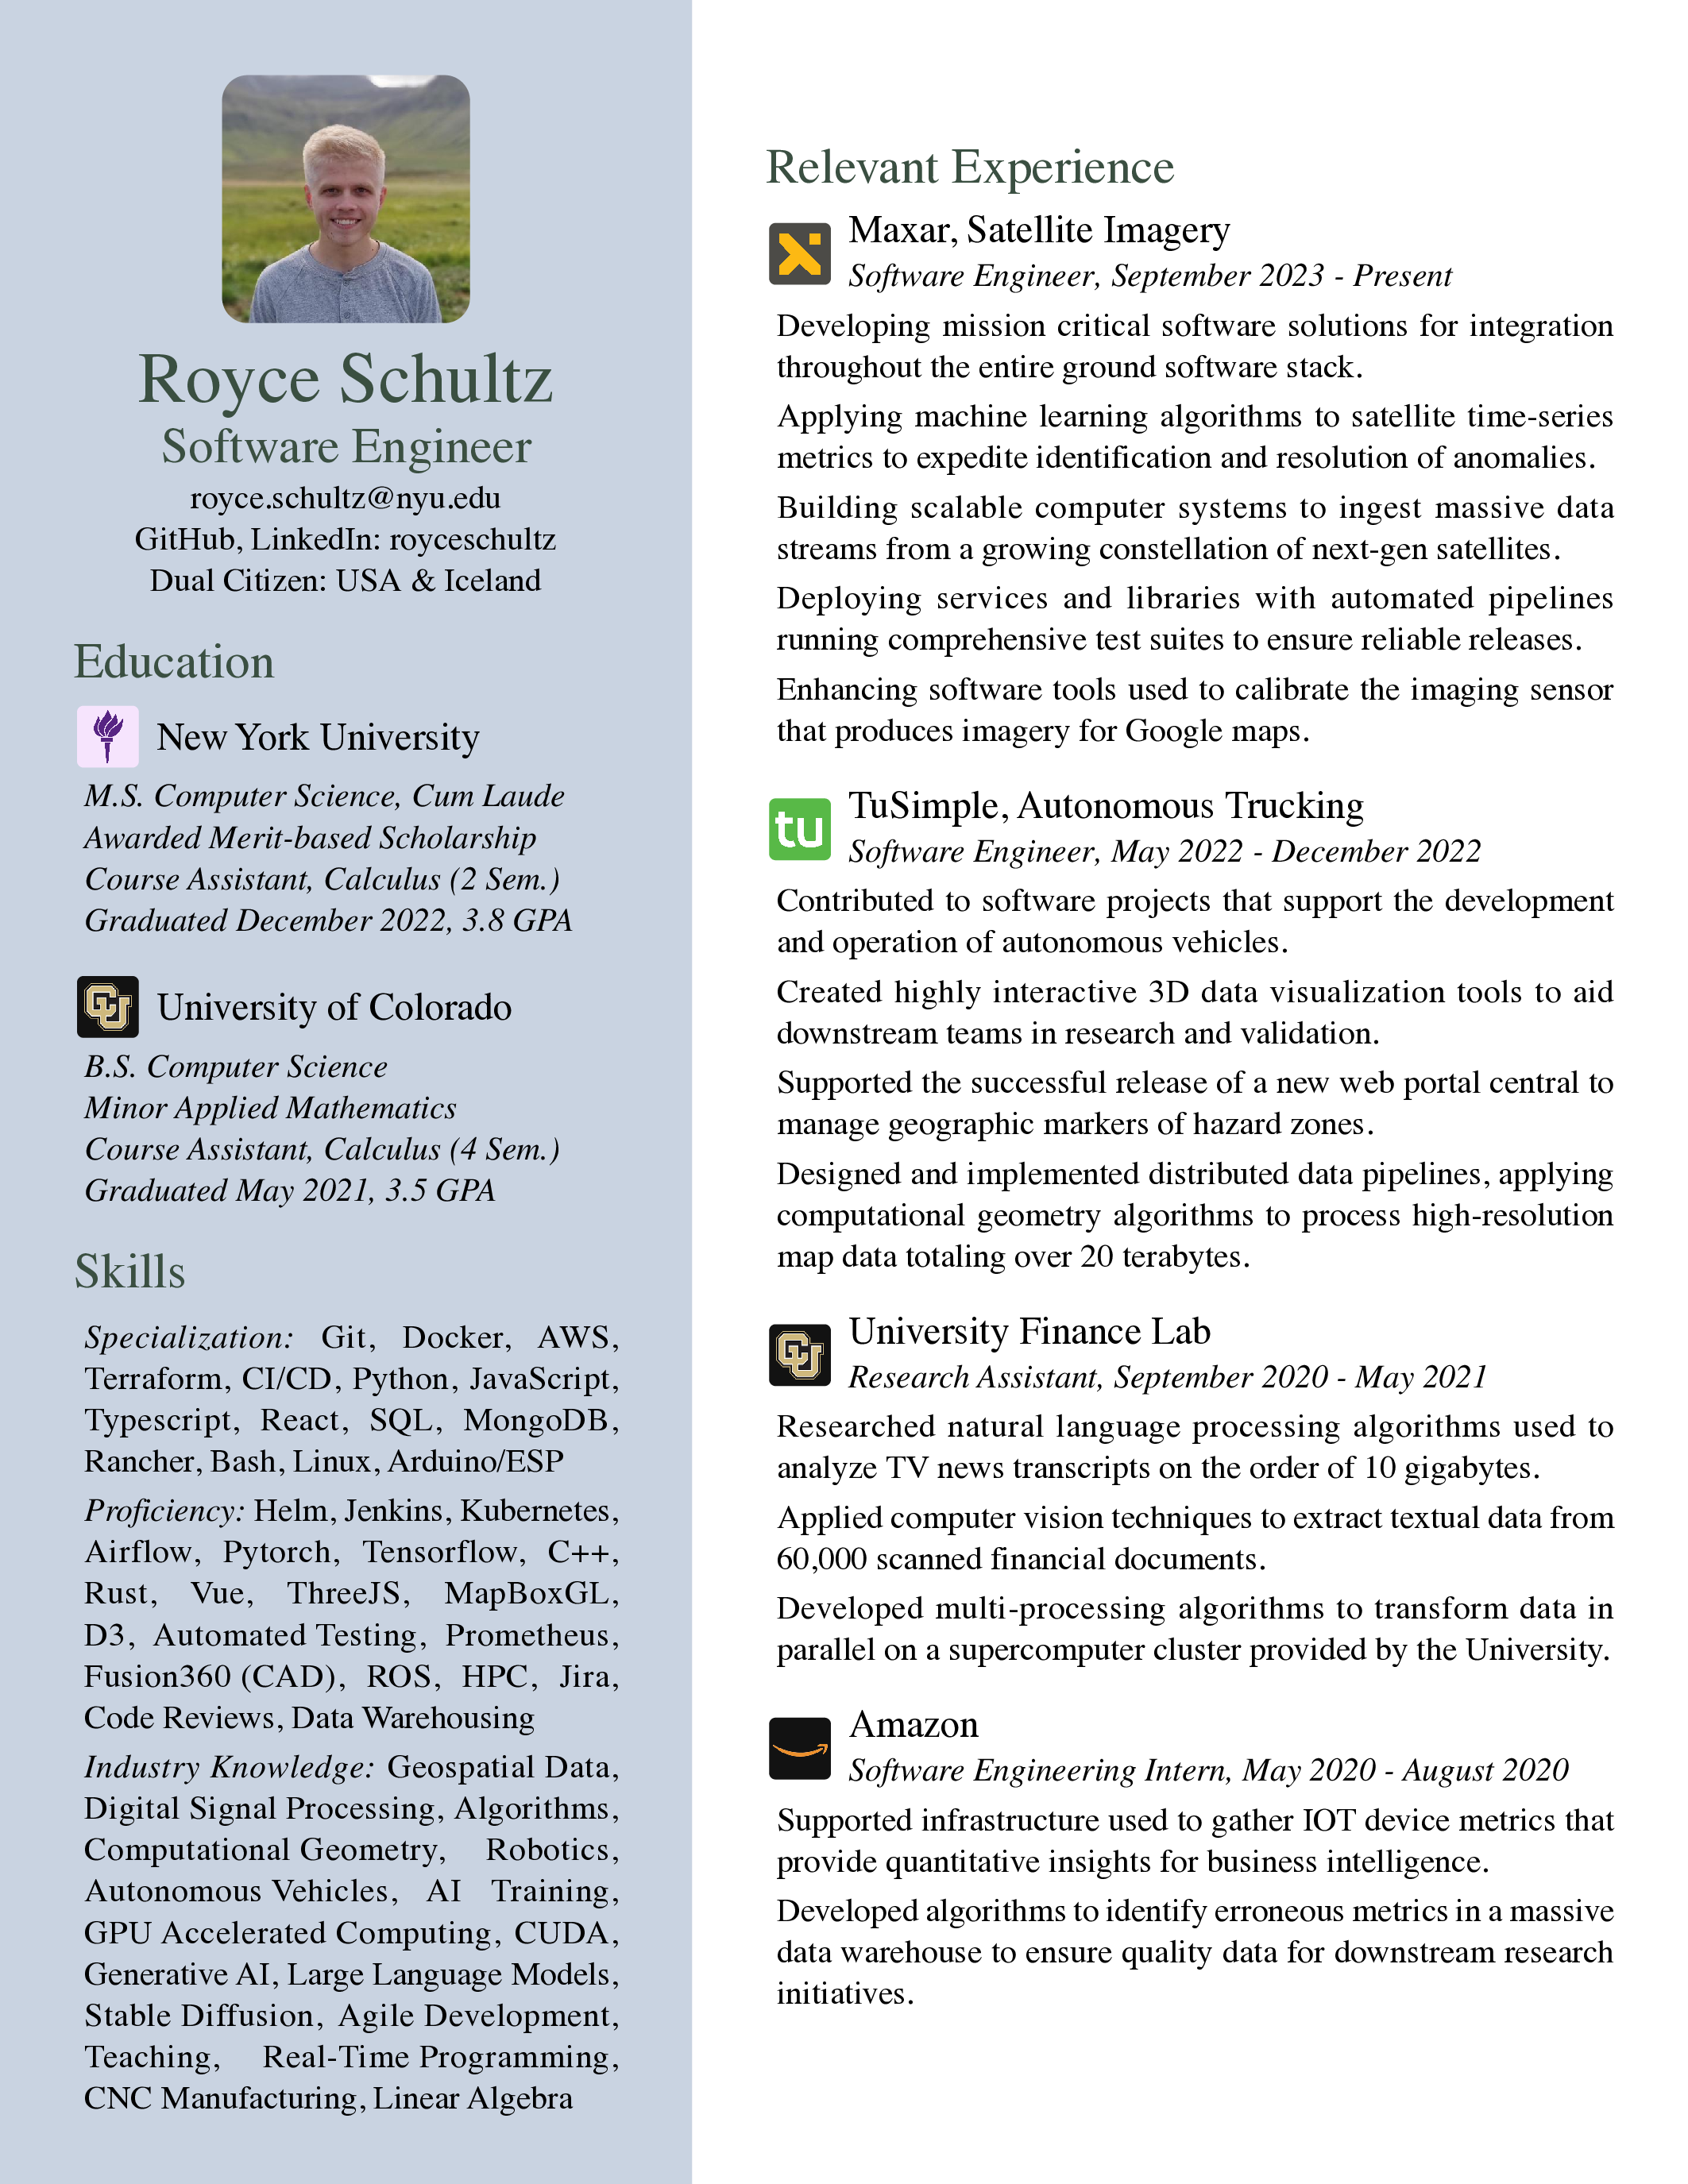 Royce Schultz
Software Engineer
royce.schultz@nyu.edu
GitHub, LinkedIn: royceschultz
Dual Citizen: USA & Iceland
Education
New York University
M.S. Computer Science, Cum Laude
Awarded Merit-based Scholarship
Course Assistant, Calculus (2 Sem.)
Graduated December 2022, 3.8 GPA
CU
University of Colorado
B.S. Computer Science
Minor Applied Mathematics
Course Assistant, Calculus (4 Sem.)
Graduated May 2021, 3.5 GPA
Skills
Specialization: Git, Docker, AWS,
Terraform, CI/CD, Python, JavaScript,
Typescript, React, SQL, MongoDB,
Rancher, Bash, Linux, Arduino/ESP
Proficiency: Helm, Jenkins, Kubernetes,
Airflow, Pytorch, Tensorflow, C++,
Rust, Vue, ThreeJS, MapBoxGL,
D3, Automated Testing, Prometheus,
Fusion360 (CAD), ROS, HPC, Jira,
Code Reviews, Data Warehousing
Industry Knowledge: Geospatial Data,
Digital Signal Processing, Algorithms,
Computational Geometry, Robotics,
Autonomous Vehicles, AI Training,
GPU Accelerated Computing, CUDA,
Generative AI, Large Language Models,
Stable Diffusion, Agile Development,
Teaching, Real-Time Programming,
CNC Manufacturing, Linear Algebra
Relevant Experience
Maxar, Satellite Imagery
Software Engineer, September 2023 - Present
Developing mission critical software solutions for integration
throughout the entire ground software stack.
Applying machine learning algorithms to satellite time-series
metrics to expedite identification and resolution of anomalies.
Building scalable computer systems to ingest massive data
streams from a growing constellation of next-gen satellites.
Deploying services and libraries with automated pipelines
running comprehensive test suites to ensure reliable releases.
Enhancing software tools used to calibrate the imaging sensor
that produces imagery for Google maps.
tu
TuSimple, Autonomous Trucking
Software Engineer, May 2022 - December 2022
Contributed to software projects that support the development
and operation of autonomous vehicles.
Created highly interactive 3D data visualization tools to aid
downstream teams in research and validation.
Supported the successful release of a new web portal central to
manage geographic markers of hazard zones.
Designed and implemented distributed data pipelines, applying
computational geometry algorithms to process high-resolution
map data totaling over 20 terabytes.
CU
University Finance Lab
Research Assistant, September 2020 - May 2021
Researched natural language processing algorithms used to
analyze TV news transcripts on the order of 10 gigabytes.
Applied computer vision techniques to extract textual data from
60,000 scanned financial documents.
Developed multi-processing algorithms to transform data in
parallel on a supercomputer cluster provided by the University.
Amazon
Software Engineering Intern, May 2020 - August 2020
Supported infrastructure used to gather IOT device metrics that
provide quantitative insights for business intelligence.
Developed algorithms to identify erroneous metrics in a massive
data warehouse to ensure quality data for downstream research
initiatives.